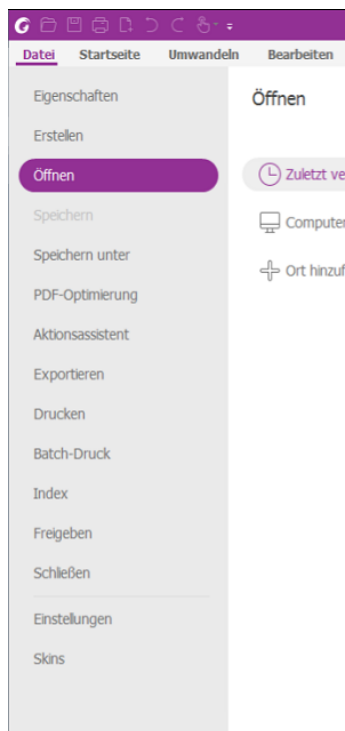 Datei Startseite Umwandeln Bearbeiten
Eigenschaften
Erstellen
Öffnen
Speichern
Speichern unter
PDF-Optimierung
Aktionsassistent
Exportieren
Drucken
Batch-Druck
Index
Freigeben
Schließen
Einstellungen
Skins
Öffnen
Zuletzt ve
Computer
Ort hinzuf